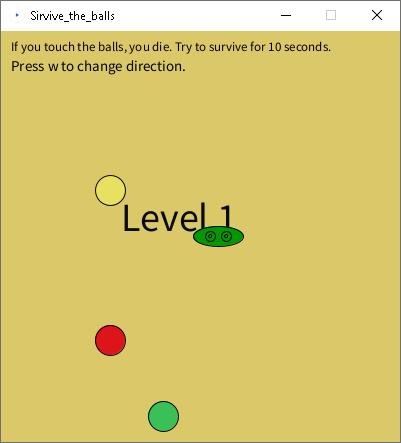 Sirvive_the_balls
If you touch the balls, you die. Try to survive for 10 seconds.
Press w to change direction.
Level 1